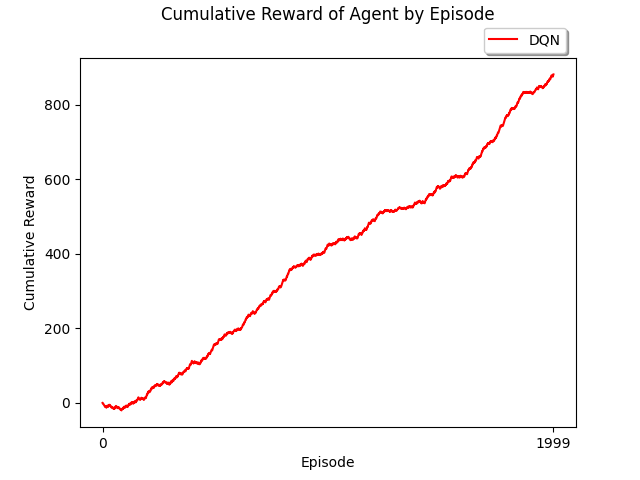 Cumulative Reward of Agent by Episode
DQN
800
600
400
200
0
Cumulative Reward
0 1999
Episode